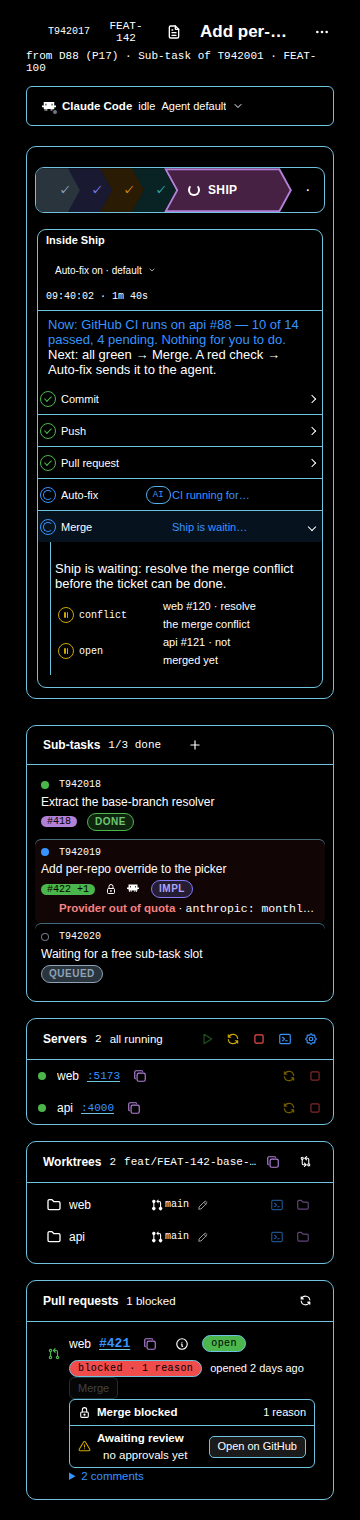 T942017 FEAT-142 Add per-…
from D88 (P17) · Sub-task of T942001 · FEAT-100
Claude Code idle Agent default
SHIP
Inside Ship
Auto-fix on · default
09:40:02 · 1m 40s
Now: GitHub CI runs on api #88 — 10 of 14
passed, 4 pending. Nothing for you to do.
Next: all green → Merge. A red check →
Auto-fix sends it to the agent.
Commit
Push
Pull request
Auto-fix AI CI running for…
Merge Ship is waitin…
Ship is waiting: resolve the merge conflict
before the ticket can be done.
conflict web #120 · resolve
the merge conflict
open api #121 · not
merged yet
Sub-tasks 1/3 done
T942018
Extract the base-branch resolver
#418 DONE
T942019
Add per-repo override to the picker
#422 +1 IMPL
Provider out of quota · anthropic: monthl…
T942020
Waiting for a free sub-task slot
QUEUED
Servers 2 all running
web :5173
api :4000
Worktrees 2 feat/FEAT-142-base-…
web main
api main
Pull requests 1 blocked
web #421 open
blocked · 1 reason opened 2 days ago
Merge
Merge blocked 1 reason
Awaiting review
no approvals yet
Open on GitHub
2 comments